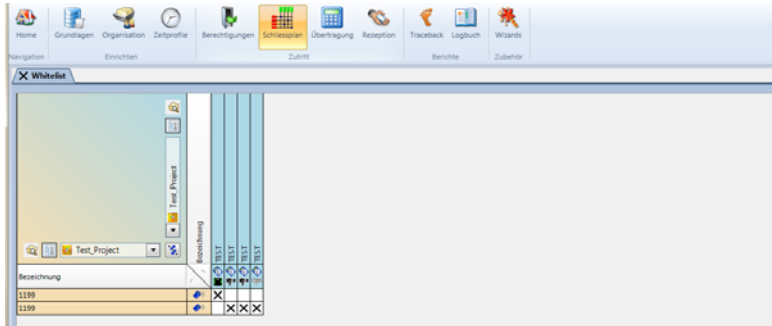 Home
Grundlagen
Organisation
Zeitprofile
Berechtigungen
Schliessplan
Übertragung
Rezeption
Traceback
Logbuch
Wizards
Navigation
Einrichten
Zutritt
Berichte
Zubehör
Whitelist
Test_Project
Test_Project
Bezeichnung
TEST
TEST
TEST
TEST
Bezeichnung
1199
X
1199
X X X